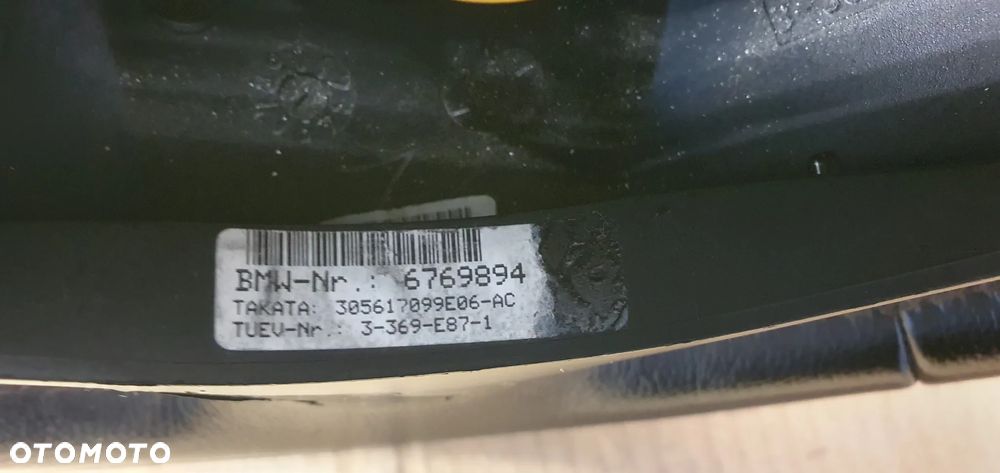 BMW-Nr.: 6769894
TAKATA: 305617099E06-AC
TUEV-Nr.: 3-369-E87-1
OTOMOTO